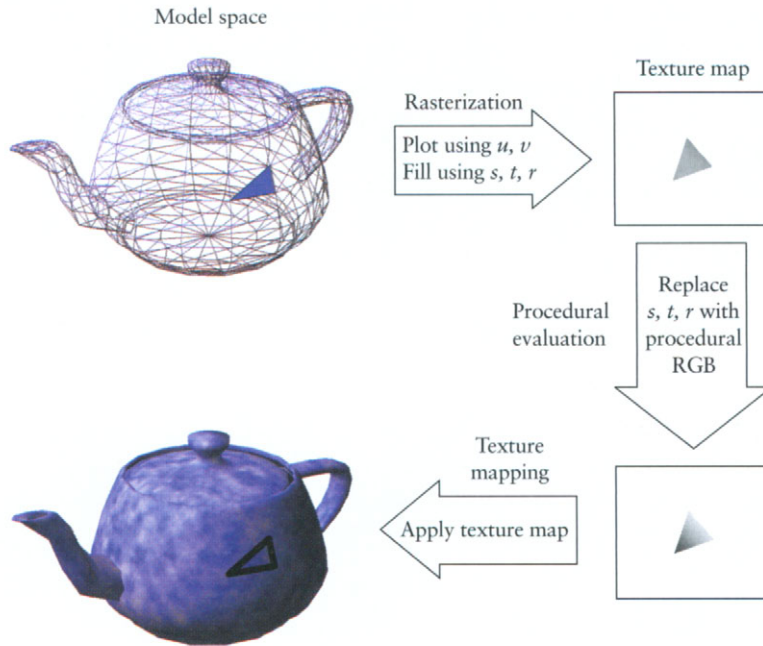 Model space
Texture map
Rasterization
Plot using u, v
Fill using s, t, r
Procedural
evaluation
Replace
s, t, r with
procedural
RGB
Texture
mapping
Apply texture map